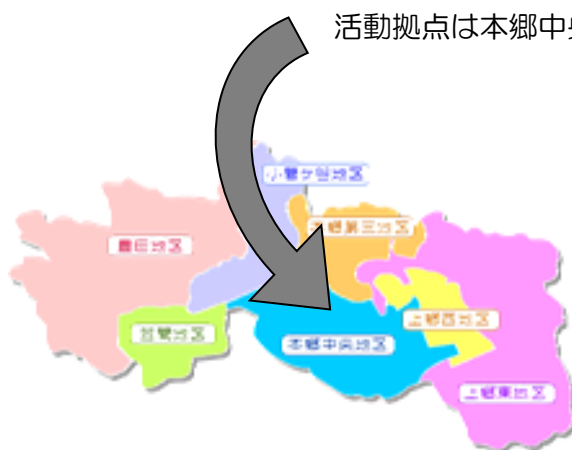 活動拠点は本郷中央
小菅ヶ谷地区
本郷第三地区
豊田地区
上郷西地区
笠間地区
本郷中央地区
上郷東地区